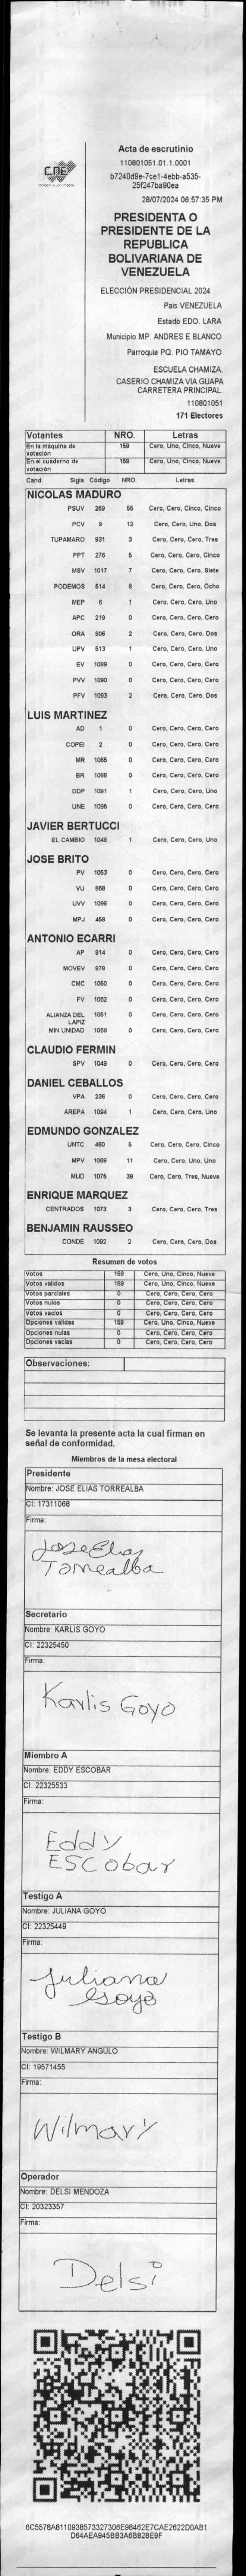 CNE
Acta de escrutinio
110801051.01.1.0001
b7240d9e-7ce1-4ebb-a535-
25f247ba90ea
28/07/2024 06:57:35 PM
PRESIDENTA O
PRESIDENTE DE LA
REPUBLICA
BOLIVARIANA DE
VENEZUELA
ELECCIÓN PRESIDENCIAL 2024
Pais VENEZUELA
Estado EDO. LARA
Municipio MP. ANDRES E BLANCO
Parroquia PQ. PIO TAMAYO
ESCUELA CHAMIZA.
CASERIO CHAMIZA VIA GUAPA
CARRETERA PRINCIPAL.
110801051
171 Electores
Votantes NRO. Letras
En la máquina de votación 159 Cero, Uno, Cinco, Nueve
En el cuaderno de votación 159 Cero, Uno, Cinco, Nueve
Cand. Sigla Código NRO. Letras
NICOLAS MADURO
PSUV 269 55 Cero, Cero, Cinco, Cinco
PCV 9 12 Cero, Cero, Uno, Dos
TUPAMARO 931 3 Cero, Cero, Cero, Tres
PPT 276 5 Cero, Cero, Cero, Cinco
MSV 1017 7 Cero, Cero, Cero, Siete
PODEMOS 514 8 Cero, Cero, Cero, Ocho
MEP 5 1 Cero, Cero, Cero, Uno
APC 219 0 Cero, Cero, Cero, Cero
ORA 906 2 Cero, Cero, Cero, Dos
UPV 513 1 Cero, Cero, Cero, Uno
EV 1089 0 Cero, Cero, Cero, Cero
PVV 1090 0 Cero, Cero, Cero, Cero
PFV 1093 2 Cero, Cero, Cero, Dos
LUIS MARTINEZ
AD 1 0 Cero, Cero, Cero, Cero
COPEI 2 0 Cero, Cero, Cero, Cero
MR 1065 0 Cero, Cero, Cero, Cero
BR 1066 0 Cero, Cero, Cero, Cero
DDP 1091 1 Cero, Cero, Cero, Uno
UNE 1095 0 Cero, Cero, Cero, Cero
JAVIER BERTUCCI
EL CAMBIO 1048 1 Cero, Cero, Cero, Uno
JOSE BRITO
PV 1053 0 Cero, Cero, Cero, Cero
VU 868 0 Cero, Cero, Cero, Cero
UVV 1096 0 Cero, Cero, Cero, Cero
MPJ 458 0 Cero, Cero, Cero, Cero
ANTONIO ECARRI
AP 914 0 Cero, Cero, Cero, Cero
MOVEV 979 0 Cero, Cero, Cero, Cero
CMC 1050 0 Cero, Cero, Cero, Cero
FV 1052 0 Cero, Cero, Cero, Cero
ALIANZA DEL LAPIZ 1051 0 Cero, Cero, Cero, Cero
MIN UNIDAD 1068 0 Cero, Cero, Cero, Cero
CLAUDIO FERMIN
SPV 1049 0 Cero, Cero, Cero, Cero
DANIEL CEBALLOS
VPA 236 0 Cero, Cero, Cero, Cero
AREPA 1094 1 Cero, Cero, Cero, Uno
EDMUNDO GONZALEZ
UNTC 460 5 Cero, Cero, Cero, Cinco
MPV 1069 11 Cero, Cero, Uno, Uno
MUD 1075 39 Cero, Cero, Tres, Nueve
ENRIQUE MARQUEZ
CENTRADOS 1073 3 Cero, Cero, Cero, Tres
BENJAMIN RAUSSEO
CONDE 1092 2 Cero, Cero, Cero, Dos
Resumen de votos
Votos 159 Cero, Uno, Cinco, Nueve
Votos validos 159 Cero, Uno, Cinco, Nueve
Votos parciales 0 Cero, Cero, Cero, Cero
Votos nulos 0 Cero, Cero, Cero, Cero
Votos vacios 0 Cero, Cero, Cero, Cero
Opciones validas 159 Cero, Uno, Cinco, Nueve
Opciones nulas 0 Cero, Cero, Cero, Cero
Opciones vacias 0 Cero, Cero, Cero, Cero
Observaciones:
Se levanta la presente acta la cual firman en
señal de conformidad.
Miembros de la mesa electoral
Presidente
Nombre: JOSE ELIAS TORREALBA
CI: 17311068
Firma:
Jose Elias
Torrealba
Secretario
Nombre: KARLIS GOYO
CI: 22325450
Firma:
Karlis Goyo
Miembro A
Nombre: EDDY ESCOBAR
CI: 22325533
Firma:
Eddy
Escobar
Testigo A
Nombre: JULIANA GOYO
CI: 22325449
Firma:
Juliana
Goyo
Testigo B
Nombre: WILMARY ANGULO
CI: 19571455
Firma:
Wilmary
Operador
Nombre: DELSI MENDOZA
CI: 20323357
Firma:
Delsi
6C5578A8110938573327306E98462E7CAE2622D0AB1
D64AEA945BB3A6B828E9F